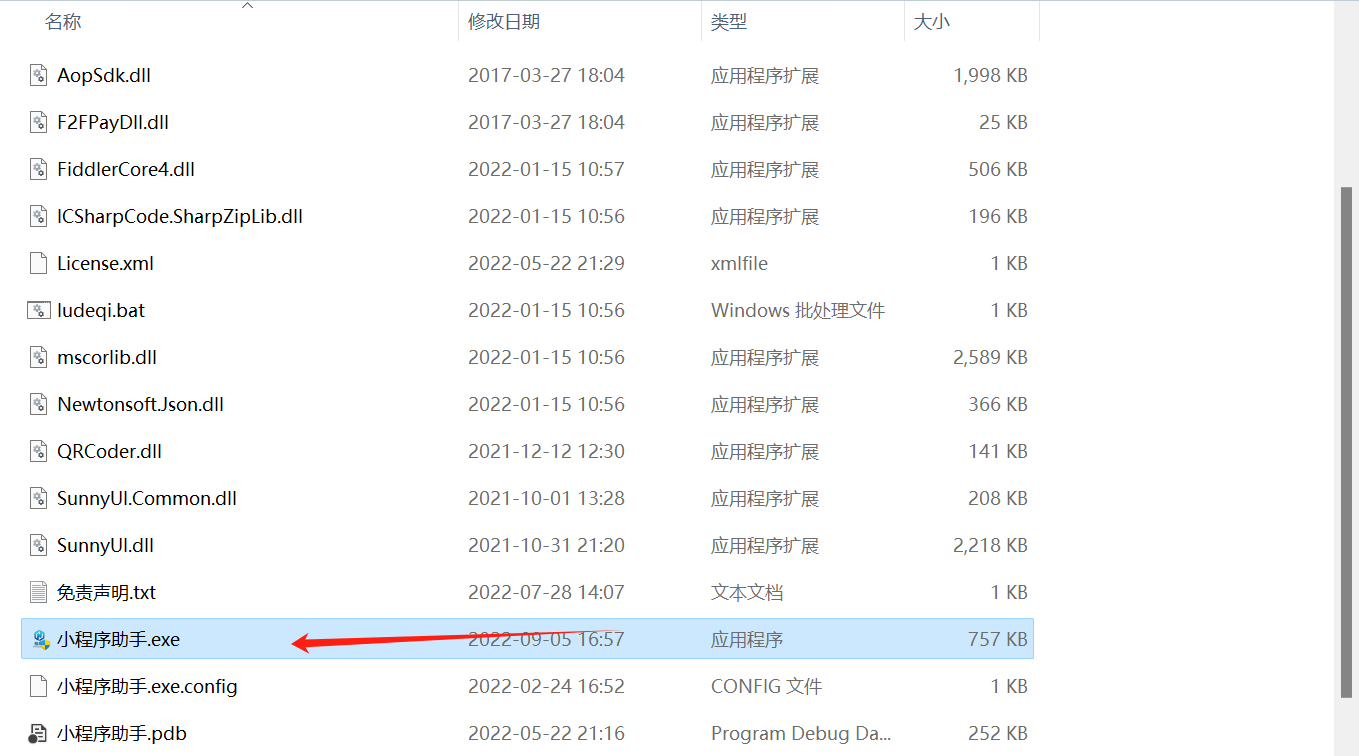 名称 修改日期 类型 大小
AopSdk.dll 2017-03-27 18:04 应用程序扩展 1,998 KB
F2FPayDll.dll 2017-03-27 18:04 应用程序扩展 25 KB
FiddlerCore4.dll 2022-01-15 10:57 应用程序扩展 506 KB
ICSharpCode.SharpZipLib.dll 2022-01-15 10:56 应用程序扩展 196 KB
License.xml 2022-05-22 21:29 xmlfile 1 KB
ludeqi.bat 2022-01-15 10:56 Windows 批处理文件 1 KB
mscorlib.dll 2022-01-15 10:56 应用程序扩展 2,589 KB
Newtonsoft.Json.dll 2022-01-15 10:56 应用程序扩展 366 KB
QRCoder.dll 2021-12-12 12:30 应用程序扩展 141 KB
SunnyUI.Common.dll 2021-10-01 13:28 应用程序扩展 208 KB
SunnyUI.dll 2021-10-31 21:20 应用程序扩展 2,218 KB
免责声明.txt 2022-07-28 14:07 文本文档 1 KB
小程序助手.exe 2022-09-05 16:57 应用程序 757 KB
小程序助手.exe.config 2022-02-24 16:52 CONFIG 文件 1 KB
小程序助手.pdb 2022-05-22 21:16 Program Debug Da... 252 KB